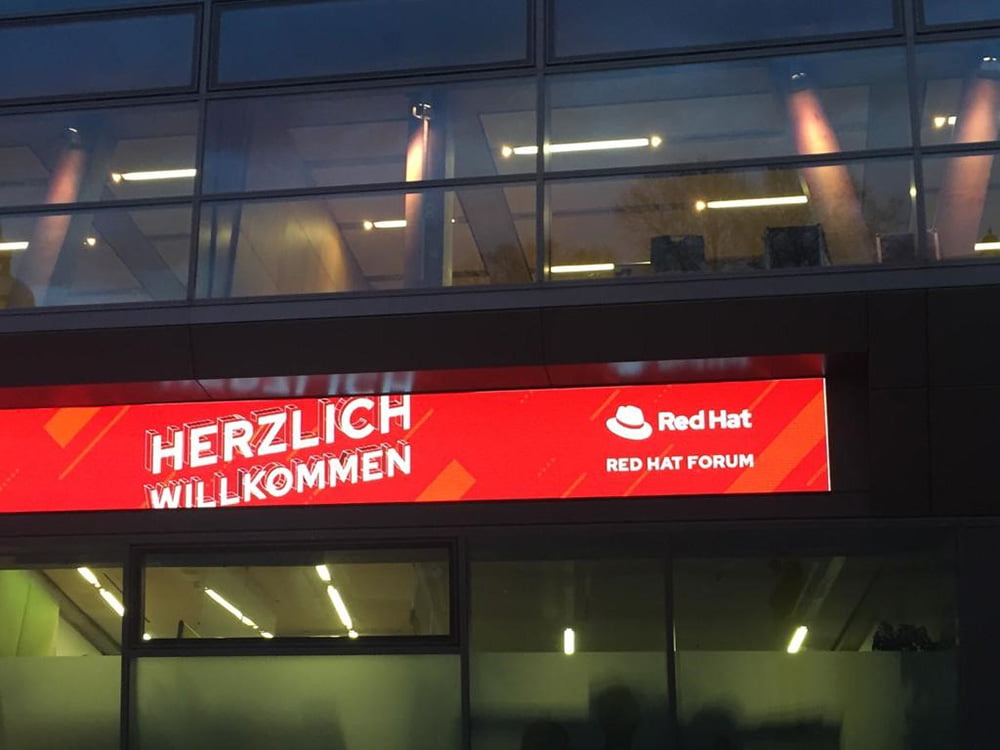 HERZLICH
WILLKOMMEN
Red Hat
RED HAT FORUM